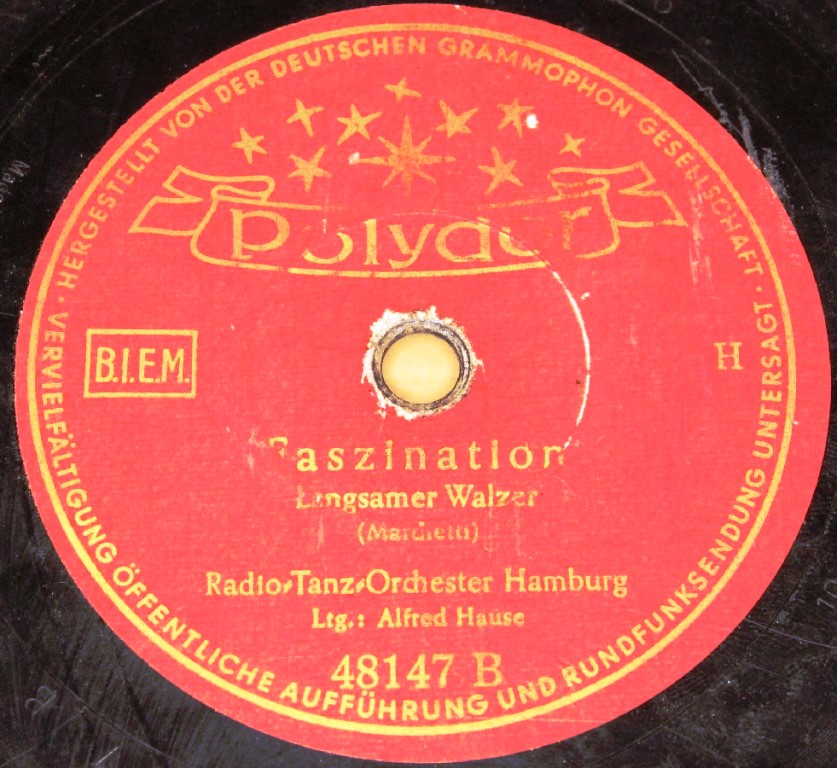 HERGESTELLT VON DER DEUTSCHEN GRAMMOPHON GESELLSCHAFT ·
VERVIELFÄLTIGUNG ÖFFENTLICHE AUFFÜHRUNG UND RUNDFUNKSENDUNG UNTERSAGT ·
Polydor
B.I.E.M.
H
Faszination
Langsamer Walzer
(Marchetti)
Radio-Tanz-Orchester Hamburg
Ltg.: Alfred Hause
48147 B